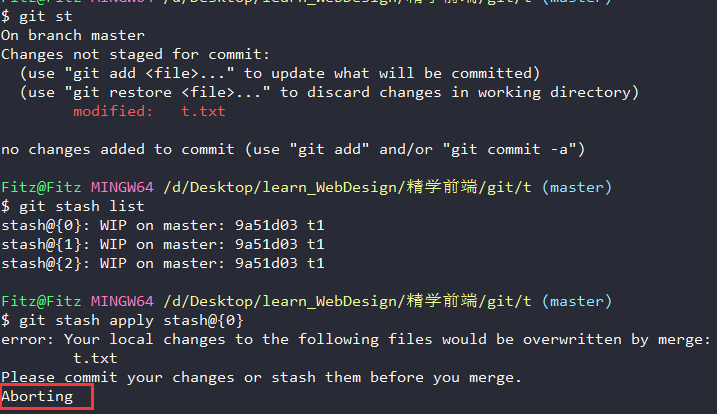 Fitz@Fitz MINGW64 /d/Desktop/learn_WebDesign/精学前端/git/t (master)
$ git st
On branch master
Changes not staged for commit:
  (use "git add <file>..." to update what will be committed)
  (use "git restore <file>..." to discard changes in working directory)
        modified:   t.txt

no changes added to commit (use "git add" and/or "git commit -a")

Fitz@Fitz MINGW64 /d/Desktop/learn_WebDesign/精学前端/git/t (master)
$ git stash list
stash@{0}: WIP on master: 9a51d03 t1
stash@{1}: WIP on master: 9a51d03 t1
stash@{2}: WIP on master: 9a51d03 t1

Fitz@Fitz MINGW64 /d/Desktop/learn_WebDesign/精学前端/git/t (master)
$ git stash apply stash@{0}
error: Your local changes to the following files would be overwritten by merge:
        t.txt
Please commit your changes or stash them before you merge.
Aborting